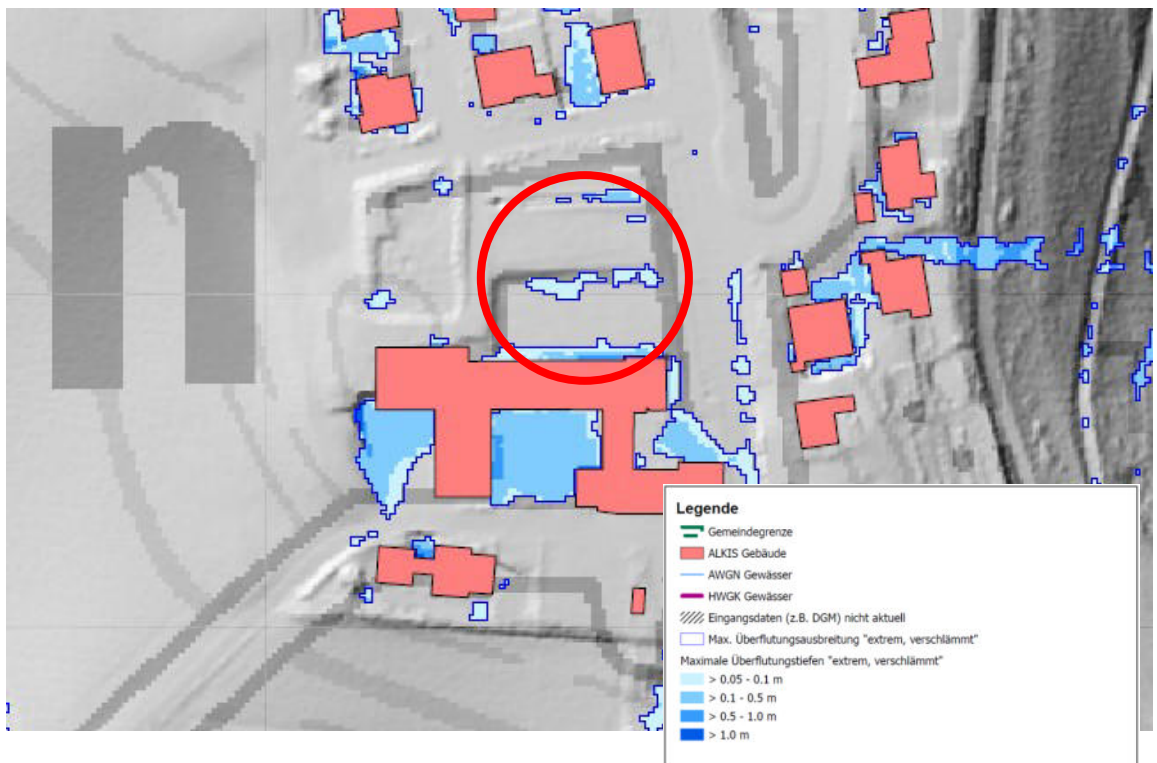 n
Legende
Gemeindegrenze
ALKIS Gebäude
AWGN Gewässer
HWGK Gewässer
Eingangsdaten (z.B. DGM) nicht aktuell
Max. Überflutungsausbreitung "extrem, verschlämmt"
Maximale Überflutungstiefen "extrem, verschlämmt"
> 0.05 - 0.1 m
> 0.1 - 0.5 m
> 0.5 - 1.0 m
> 1.0 m